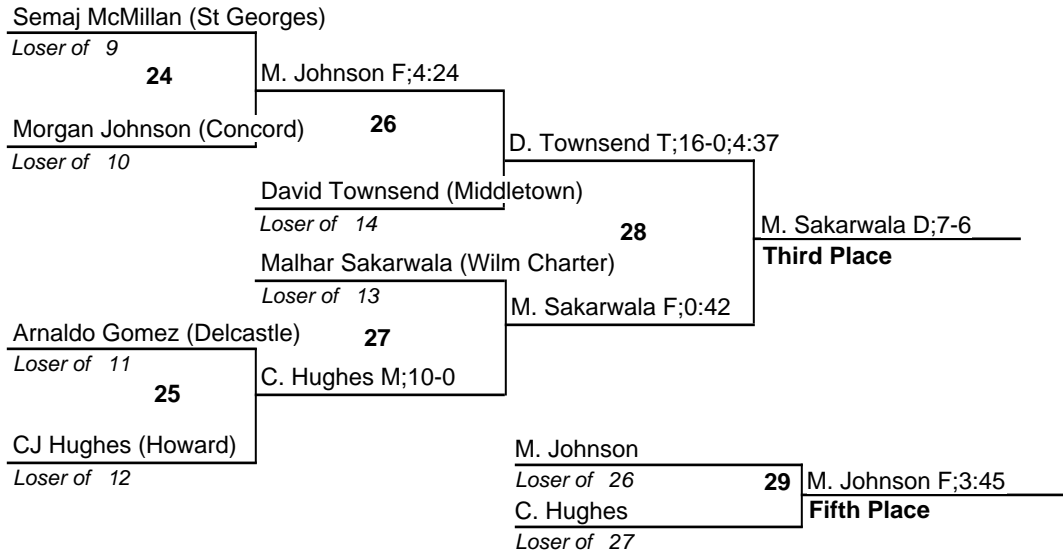 Semaj McMillan (St Georges)
Loser of 9
24
M. Johnson F;4:24
Morgan Johnson (Concord)
Loser of 10
26
D. Townsend T;16-0;4:37
David Townsend (Middletown)
Loser of 14
28
M. Sakarwala D;7-6
Third Place
Malhar Sakarwala (Wilm Charter)
Loser of 13
M. Sakarwala F;0:42
Arnaldo Gomez (Delcastle)
Loser of 11
27
25
C. Hughes M;10-0
CJ Hughes (Howard)
Loser of 12
M. Johnson
Loser of 26
29
M. Johnson F;3:45
Fifth Place
C. Hughes
Loser of 27